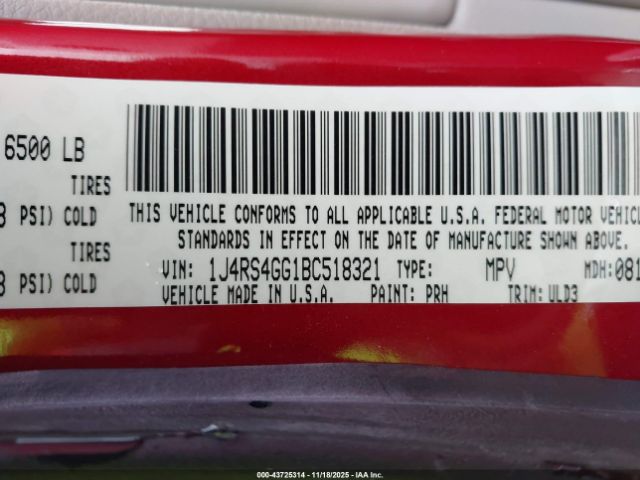 6500 LB
TIRES
PSI) COLD
TIRES
PSI) COLD
THIS VEHICLE CONFORMS TO ALL APPLICABLE U.S.A. FEDERAL MOTOR VEHIC
STANDARDS IN EFFECT ON THE DATE OF MANUFACTURE SHOWN ABOVE.
VIN: 1J4RS4GG1BC518321 TYPE: MPV MDH:081
VEHICLE MADE IN U.S.A. PAINT: PRH TRIM: ULD3
000-43725314 - 11/18/2025 - IAA Inc.